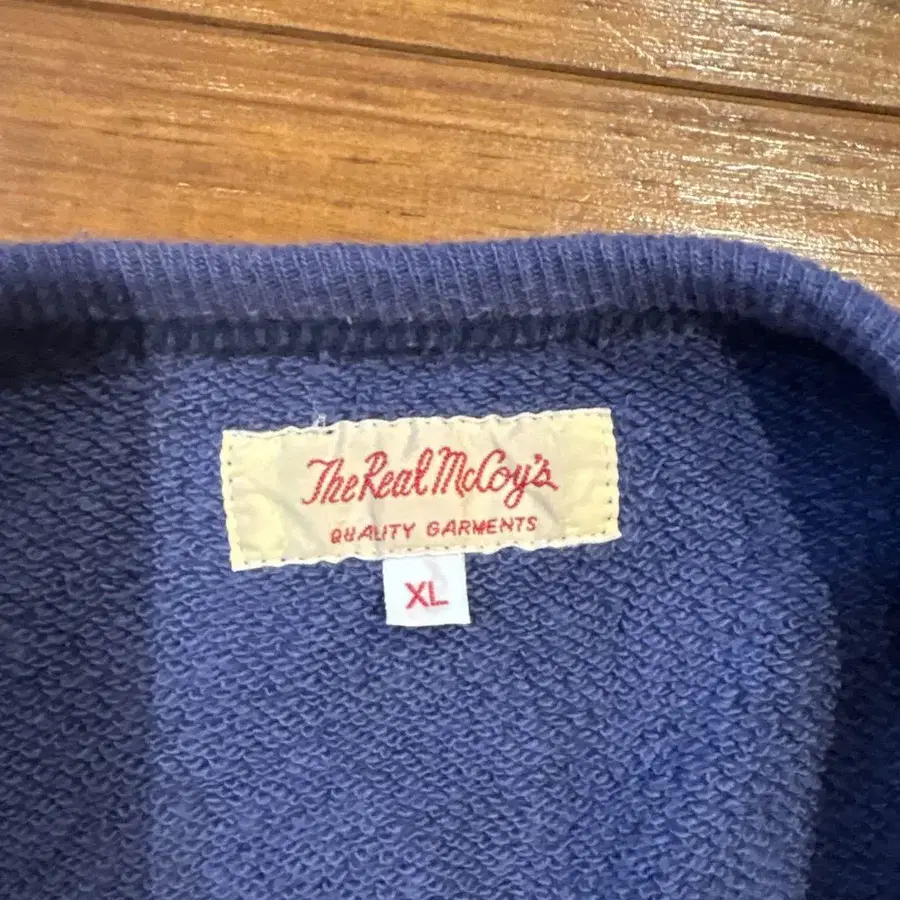 The Real McCoy's
QUALITY GARMENTS
XL